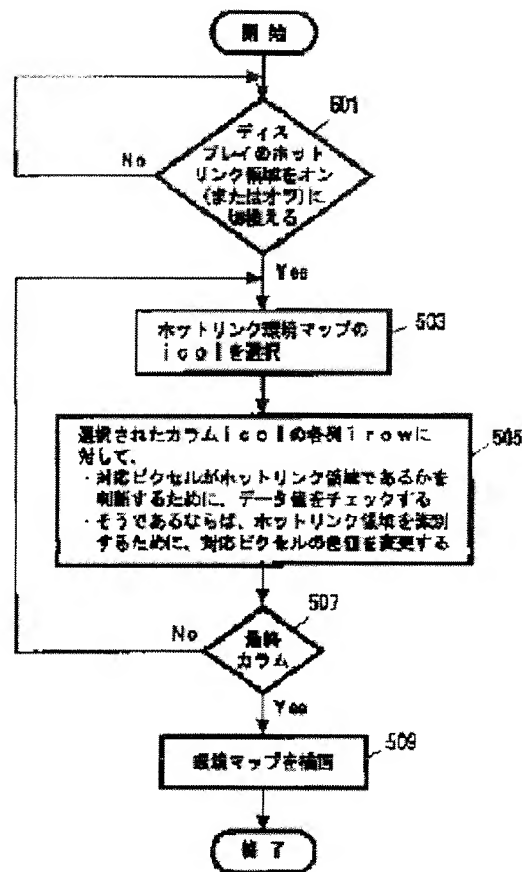 開 始
501
ディス
プレイのホット
リンク領域をオン
(またはオフ)に
切換える
No
Yes
ホットリンク環境マップの
icolを選択
503
選択されたカラムicolの各列irowに
対して、
・対応ピクセルがホットリンク領域であるかを
判断するために、データ値をチェックする
・そうであるならば、ホットリンク領域を識別
するために、対応ピクセルの色値を変更する
505
507
No
最終
カラム
Yes
環境マップを描画
509
終 了